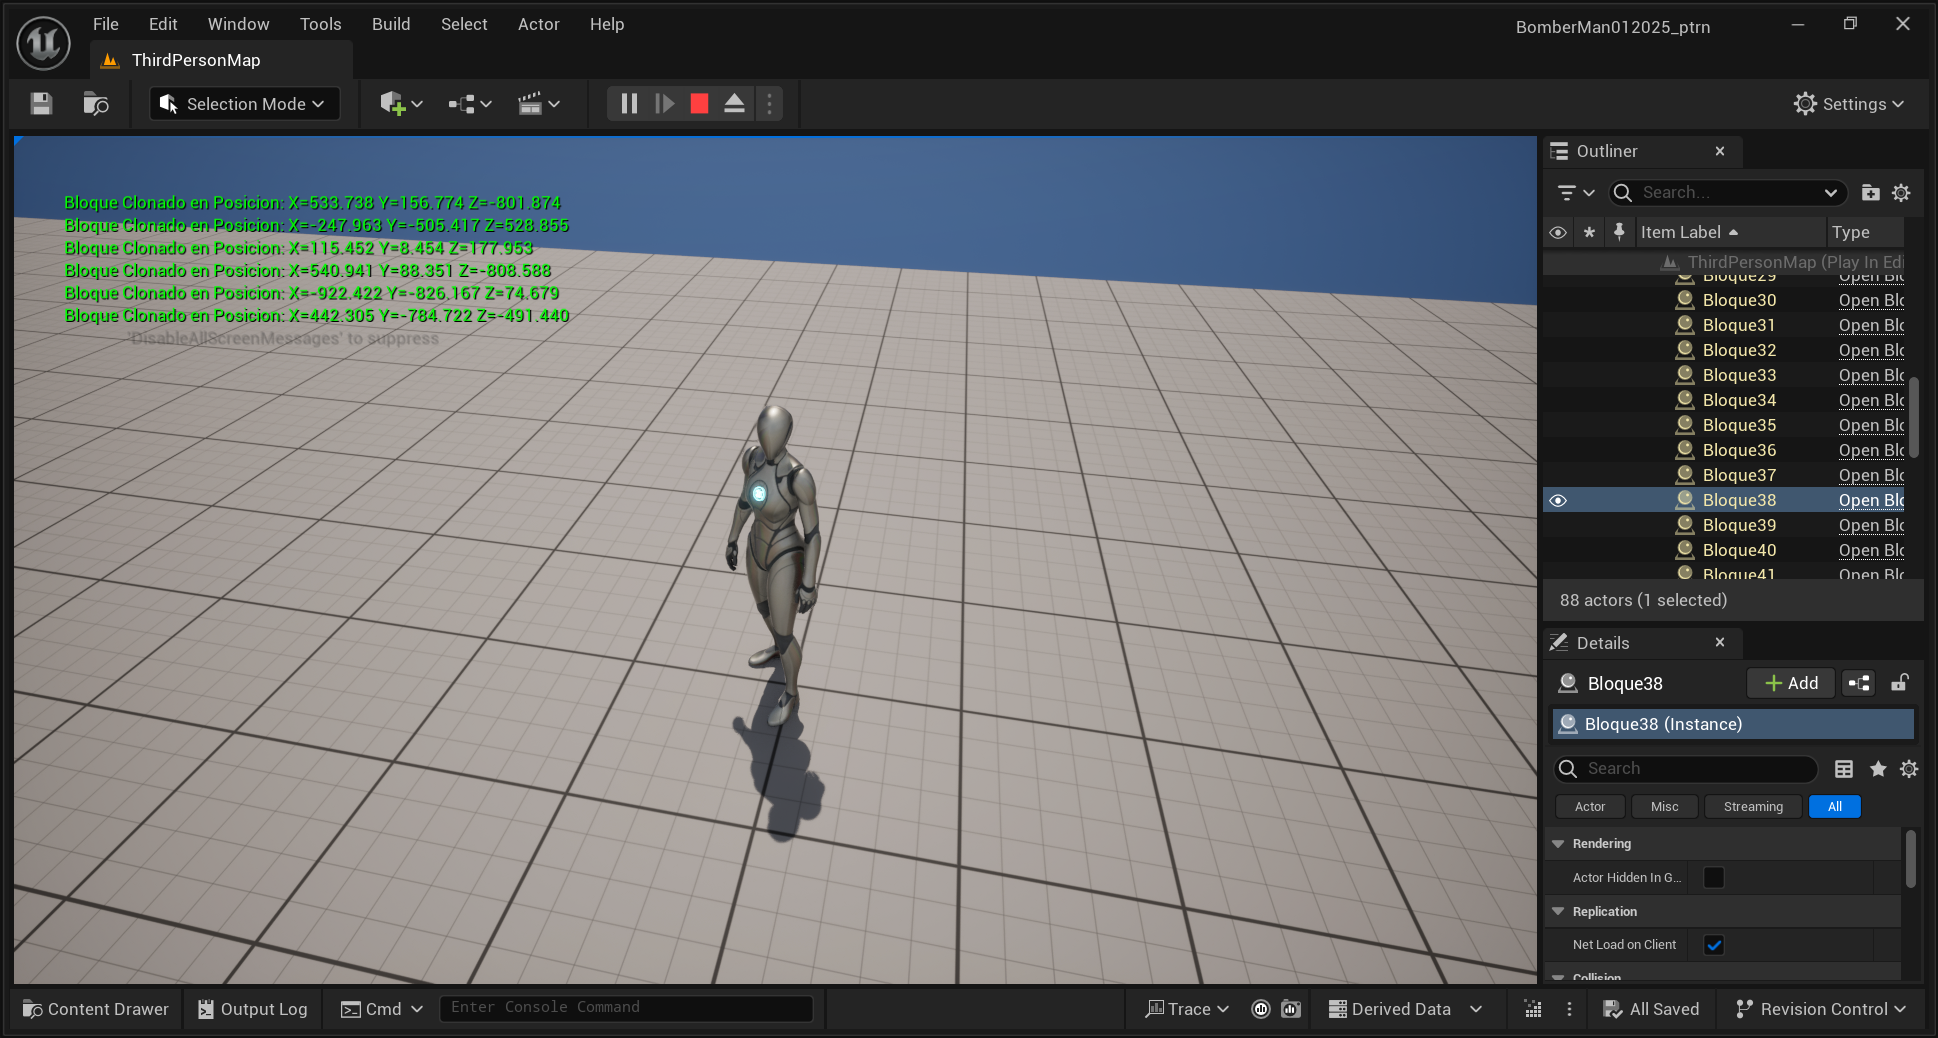 File Edit Window Tools Build Select Actor Help
BomberMan012025_ptrn
ThirdPersonMap
Selection Mode
Settings
Bloque Clonado en Posicion: X=533.738 Y=156.774 Z=-801.874
Bloque Clonado en Posicion: X=-247.963 Y=-505.417 Z=528.855
Bloque Clonado en Posicion: X=115.452 Y=8.454 Z=177.953
Bloque Clonado en Posicion: X=540.941 Y=88.351 Z=-808.588
Bloque Clonado en Posicion: X=-922.422 Y=-826.167 Z=74.679
Bloque Clonado en Posicion: X=442.305 Y=-784.722 Z=-491.440
'DisableAllScreenMessages' to suppress
Outliner
Search...
Item Label Type
ThirdPersonMap (Play In Edi
Bloque29 Open Blo
Bloque30 Open Blo
Bloque31 Open Blo
Bloque32 Open Blo
Bloque33 Open Blo
Bloque34 Open Blo
Bloque35 Open Blo
Bloque36 Open Blo
Bloque37 Open Blo
Bloque38 Open Blo
Bloque39 Open Blo
Bloque40 Open Blo
Bloque41 Open Blo
88 actors (1 selected)
Details
Bloque38
Add
Bloque38 (Instance)
Search
Actor Misc Streaming All
Rendering
Actor Hidden In G...
Replication
Net Load on Client
Collision
Content Drawer
Output Log
Cmd
Enter Console Command
Trace
Derived Data
All Saved
Revision Control